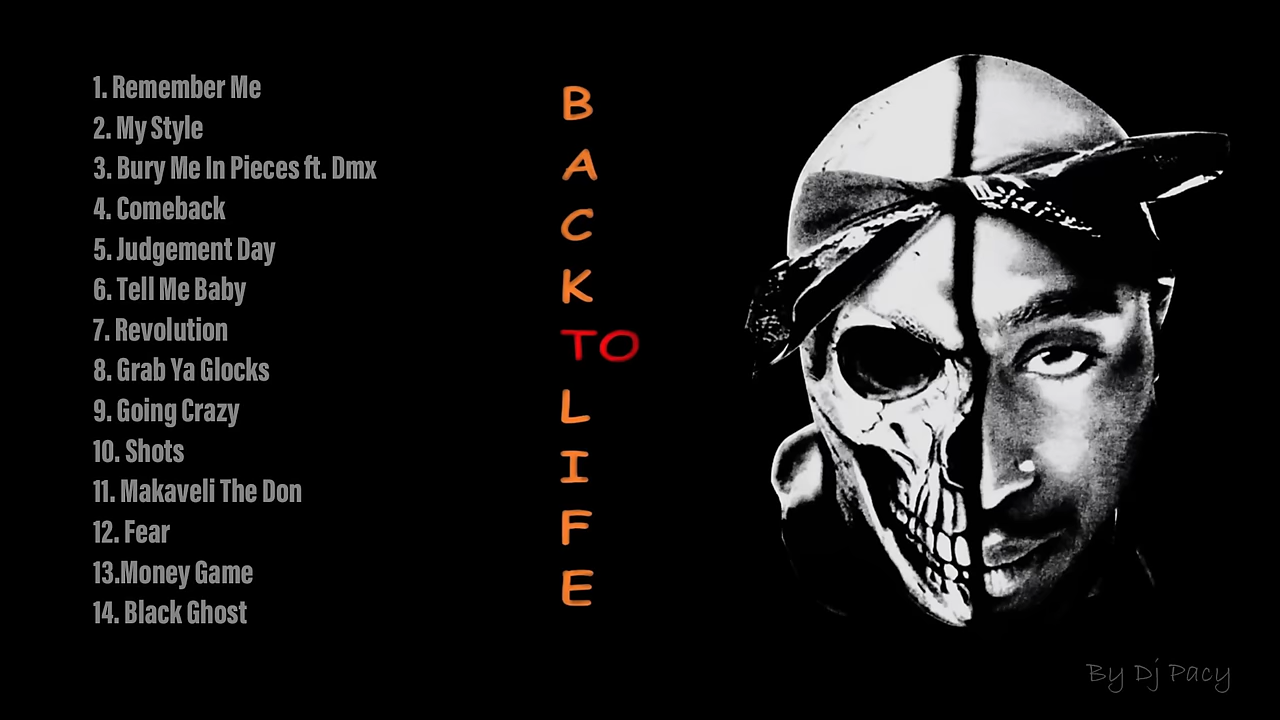 1. Remember Me
2. My Style
3. Bury Me In Pieces ft. Dmx
4. Comeback
5. Judgement Day
6. Tell Me Baby
7. Revolution
8. Grab Ya Glocks
9. Going Crazy
10. Shots
11. Makaveli The Don
12. Fear
13.Money Game
14. Black Ghost
B
A
C
K
TO
L
I
F
E
By Dj Pacy